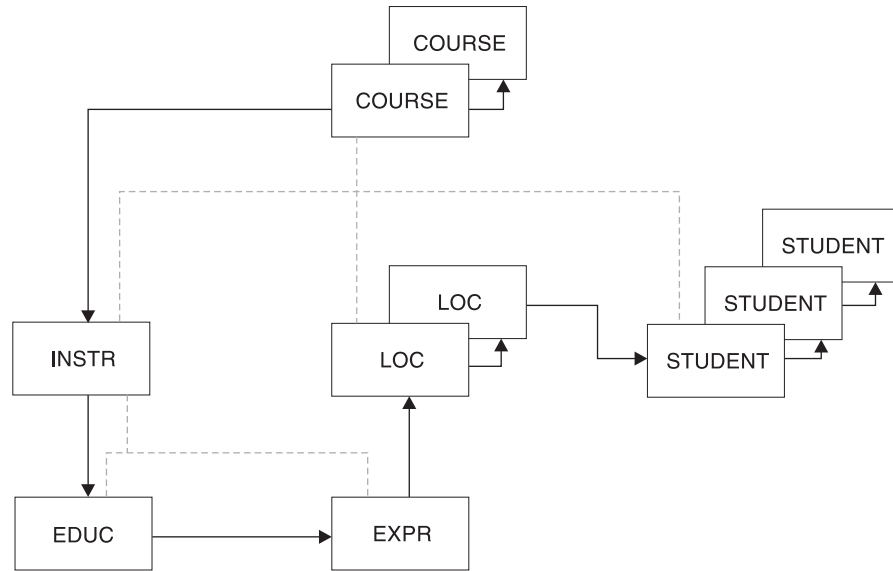 COURSE
COURSE
STUDENT
STUDENT
LOC
INSTR
LOC
STUDENT
EDUC
EXPR